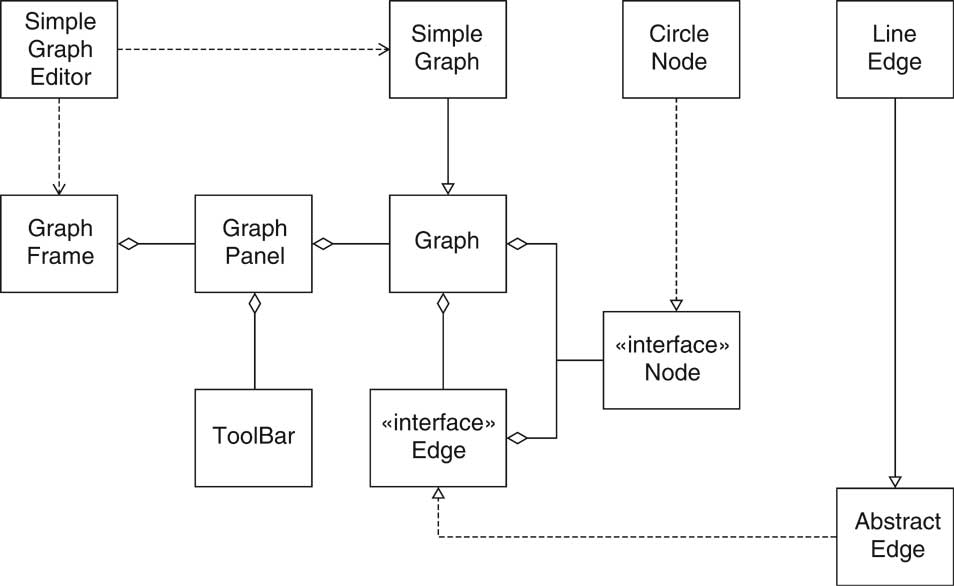 Simple
Graph
Editor
Simple
Graph
Circle
Node
Line
Edge
Graph
Frame
Graph
Panel
Graph
«interface»
Node
ToolBar
«interface»
Edge
Abstract
Edge